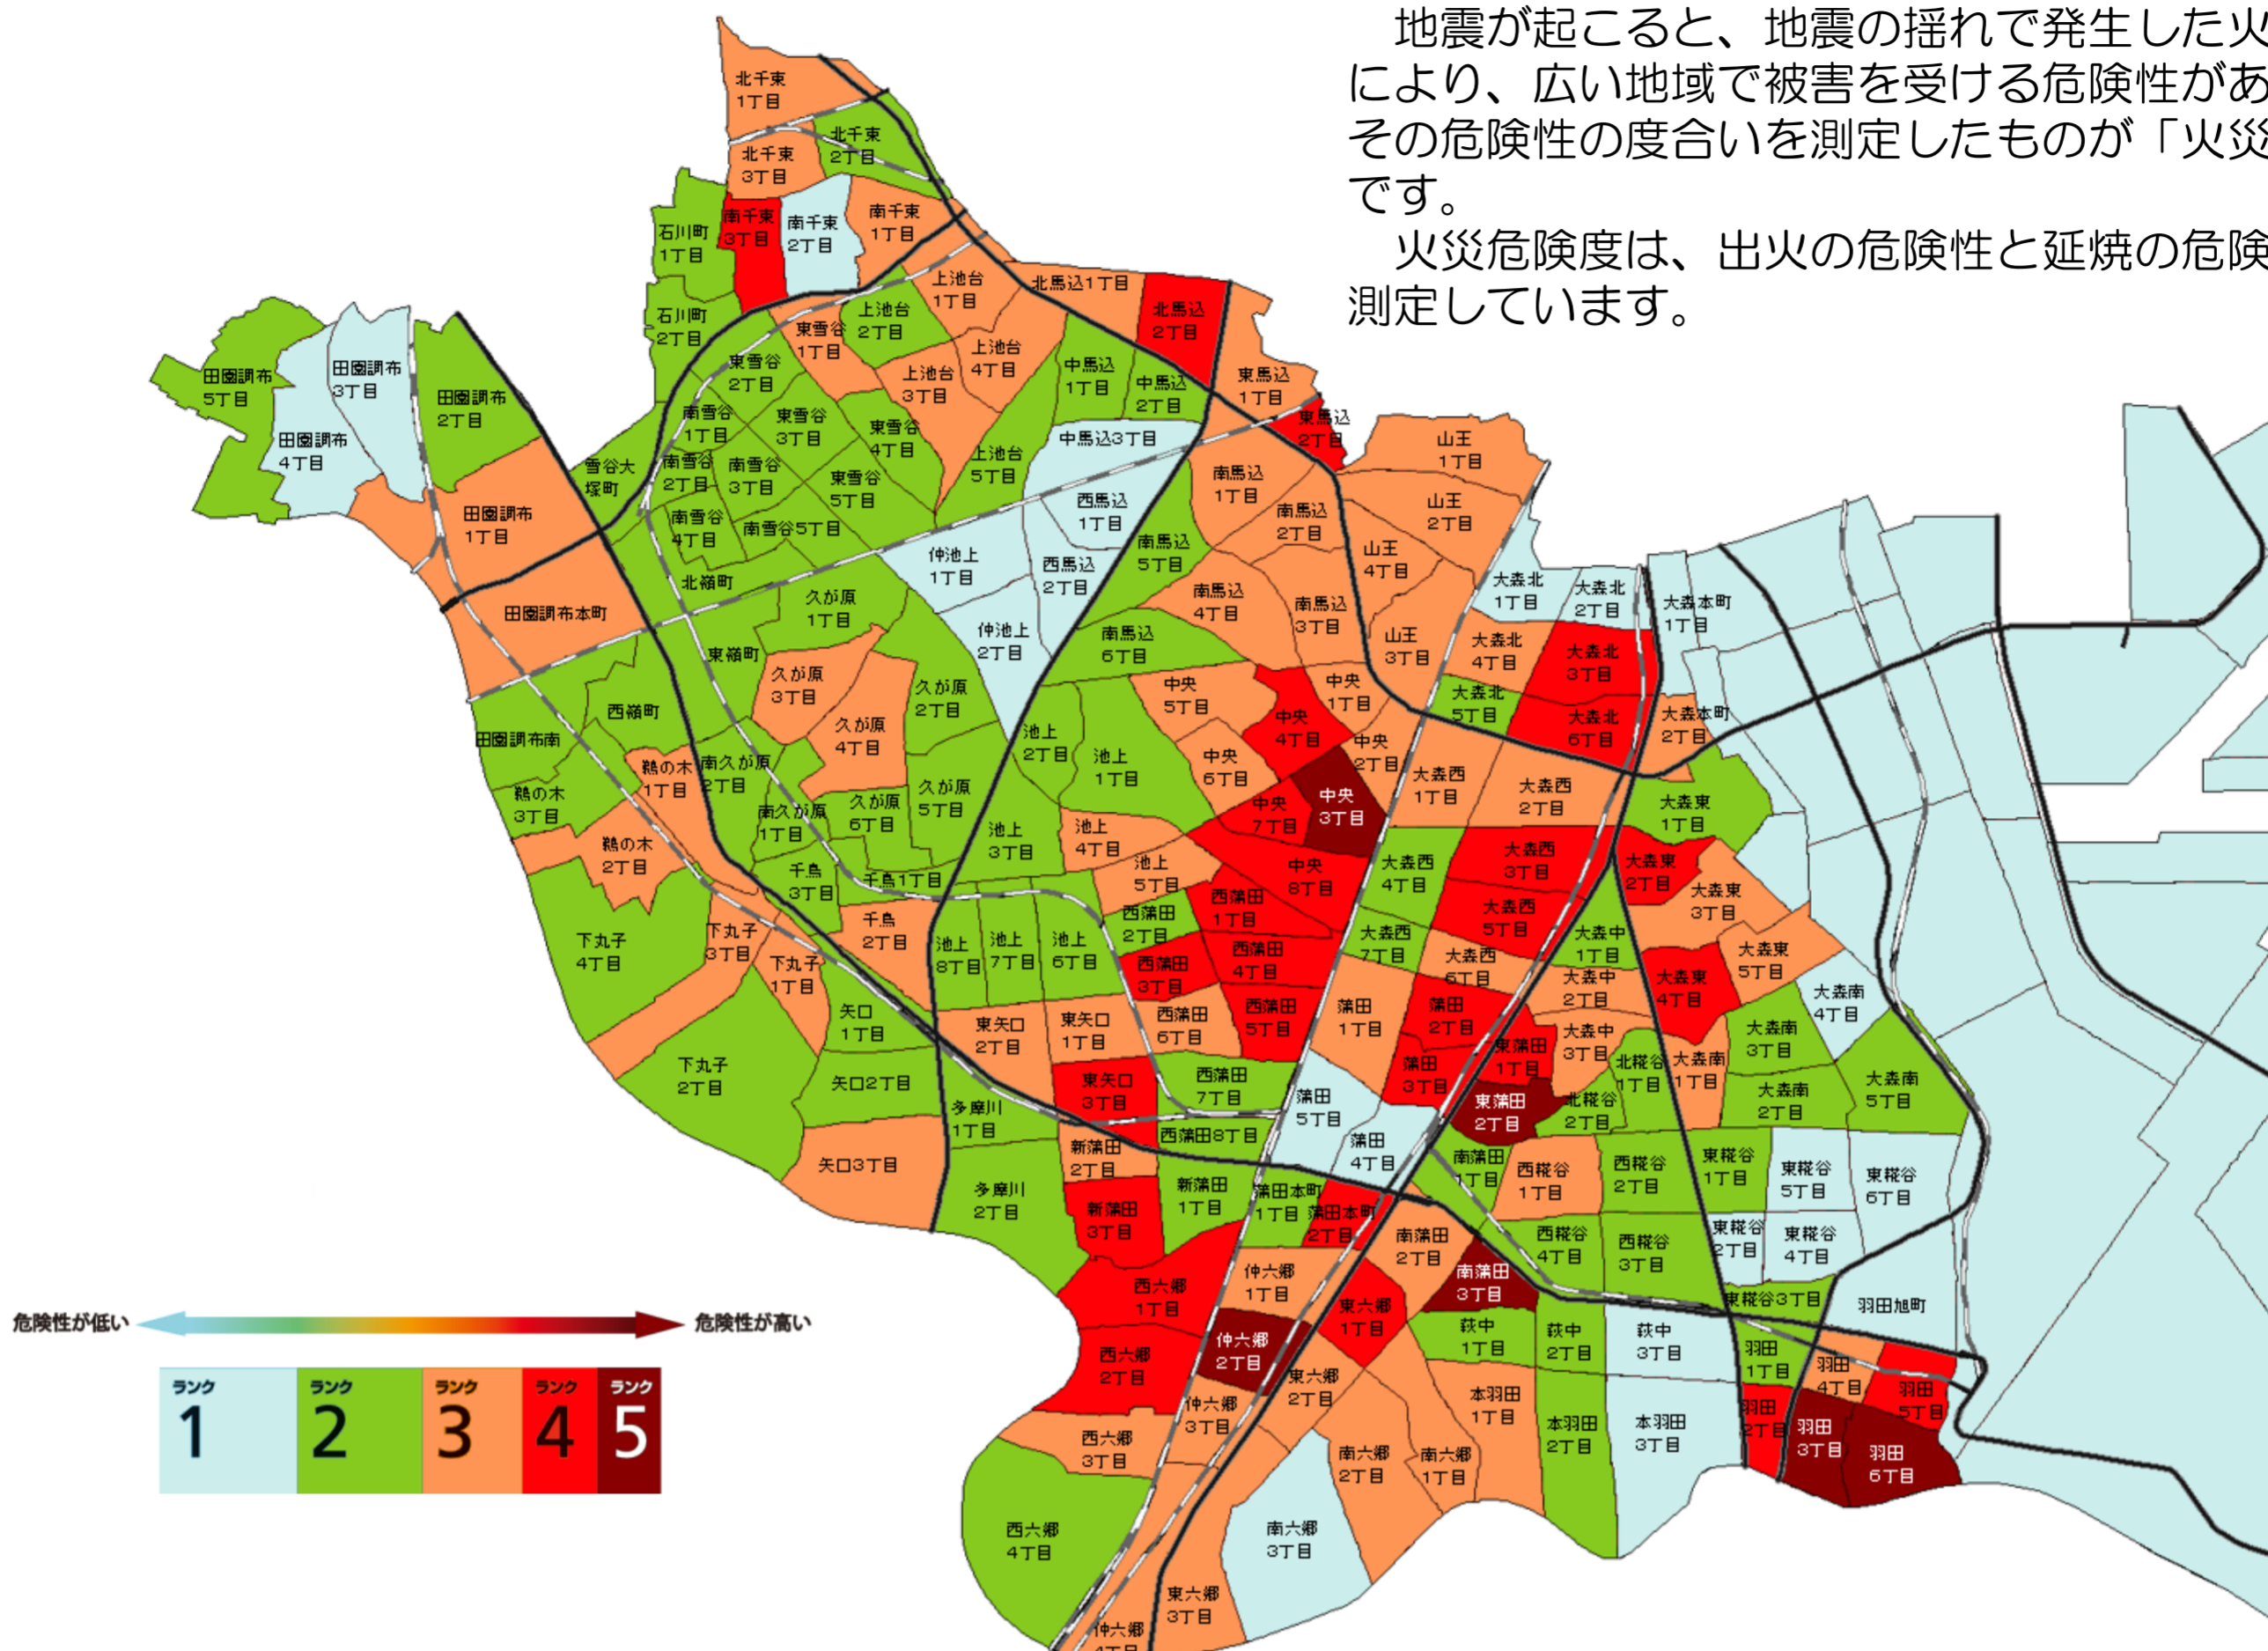 地震が起こると、地震の揺れで発生した火
により、広い地域で被害を受ける危険性があ
その危険性の度合いを測定したものが「火災
です。
火災危険度は、出火の危険性と延焼の危険
測定しています。
北千束
1丁目
北千束
2丁目
北千束
3丁目
南千束
3丁目
南千束
2丁目
南千束
1丁目
石川町
1丁目
石川町
2丁目
上池台
1丁目
上池台
2丁目
上池台
4丁目
上池台
3丁目
上池台
5丁目
北馬込1丁目
北馬込
2丁目
東馬込
1丁目
東馬込
2丁目
中馬込
1丁目
中馬込
2丁目
中馬込3丁目
東雪谷
1丁目
東雪谷
2丁目
東雪谷
3丁目
東雪谷
4丁目
東雪谷
5丁目
南雪谷
1丁目
南雪谷
2丁目
南雪谷
3丁目
南雪谷
4丁目
南雪谷5丁目
雪谷大
塚町
田園調布
5丁目
田園調布
4丁目
田園調布
3丁目
田園調布
2丁目
田園調布
1丁目
田園調布本町
田園調布南
北嶺町
東嶺町
西嶺町
仲池上
1丁目
仲池上
2丁目
西馬込
1丁目
西馬込
2丁目
南馬込
1丁目
南馬込
2丁目
南馬込
3丁目
南馬込
4丁目
南馬込
5丁目
南馬込
6丁目
山王
1丁目
山王
2丁目
山王
4丁目
山王
3丁目
大森北
1丁目
大森北
2丁目
大森北
4丁目
大森北
3丁目
大森北
5丁目
大森北
6丁目
大森本町
1丁目
大森本町
2丁目
久が原
1丁目
久が原
3丁目
久が原
4丁目
久が原
2丁目
久が原
5丁目
久が原
6丁目
南久が原
2丁目
南久が原
1丁目
鵜の木
1丁目
鵜の木
3丁目
鵜の木
2丁目
千鳥
3丁目
千鳥1丁目
千鳥
2丁目
池上
2丁目
池上
1丁目
池上
3丁目
池上
4丁目
池上
5丁目
池上
8丁目
池上
7丁目
池上
6丁目
中央
5丁目
中央
1丁目
中央
4丁目
中央
2丁目
中央
6丁目
中央
3丁目
中央
7丁目
中央
8丁目
大森西
1丁目
大森西
2丁目
大森西
3丁目
大森西
4丁目
大森西
5丁目
大森西
7丁目
大森西
6丁目
大森東
1丁目
大森東
2丁目
大森東
3丁目
大森東
5丁目
大森東
4丁目
大森中
1丁目
大森中
2丁目
大森中
3丁目
大森南
4丁目
大森南
3丁目
大森南
1丁目
大森南
2丁目
大森南
5丁目
下丸子
4丁目
下丸子
3丁目
下丸子
1丁目
下丸子
2丁目
矢口
1丁目
矢口2丁目
矢口3丁目
東矢口
2丁目
東矢口
1丁目
東矢口
3丁目
西蒲田
1丁目
西蒲田
2丁目
西蒲田
3丁目
西蒲田
4丁目
西蒲田
5丁目
西蒲田
6丁目
西蒲田
7丁目
西蒲田8丁目
蒲田
1丁目
蒲田
2丁目
蒲田
3丁目
蒲田
5丁目
蒲田
4丁目
東蒲田
1丁目
東蒲田
2丁目
北糀谷
1丁目
北糀谷
2丁目
多摩川
1丁目
多摩川
2丁目
新蒲田
2丁目
新蒲田
3丁目
新蒲田
1丁目
蒲田本町
1丁目
蒲田本町
2丁目
南蒲田
1丁目
南蒲田
2丁目
南蒲田
3丁目
西糀谷
1丁目
西糀谷
2丁目
西糀谷
4丁目
西糀谷
3丁目
東糀谷
1丁目
東糀谷
5丁目
東糀谷
6丁目
東糀谷
2丁目
東糀谷
4丁目
東糀谷3丁目
羽田旭町
西六郷
1丁目
西六郷
2丁目
西六郷
3丁目
西六郷
4丁目
仲六郷
1丁目
仲六郷
2丁目
仲六郷
3丁目
仲六郷
4丁目
東六郷
1丁目
東六郷
2丁目
東六郷
3丁目
南六郷
2丁目
南六郷
1丁目
南六郷
3丁目
萩中
1丁目
萩中
2丁目
萩中
3丁目
本羽田
1丁目
本羽田
2丁目
本羽田
3丁目
羽田
1丁目
羽田
4丁目
羽田
5丁目
羽田
2丁目
羽田
3丁目
羽田
6丁目
危険性が低い
危険性が高い
ランク
1
ランク
2
ランク
3
ランク
4
ランク
5